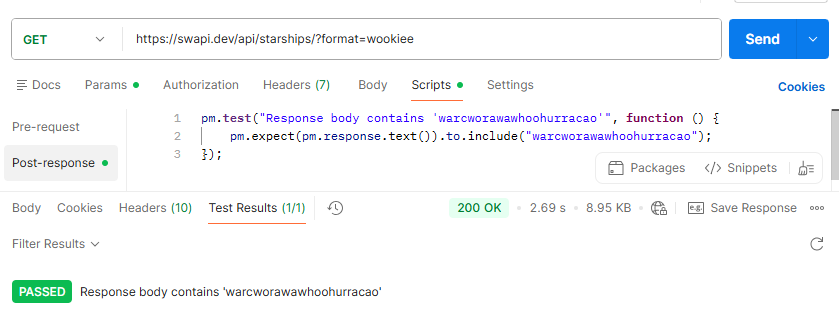 GET https://swapi.dev/api/starships/?format=wookiee Send
Docs Params Authorization Headers (7) Body Scripts Settings Cookies
Pre-request
Post-response
1 pm.test("Response body contains 'warcworawawhoohurracao'", function () {
2 pm.expect(pm.response.text()).to.include("warcworawawhoohurracao");
3 });
Packages Snippets
Body Cookies Headers (10) Test Results (1/1) 200 OK 2.69 s 8.95 KB e.g. Save Response
Filter Results
PASSED Response body contains 'warcworawawhoohurracao'